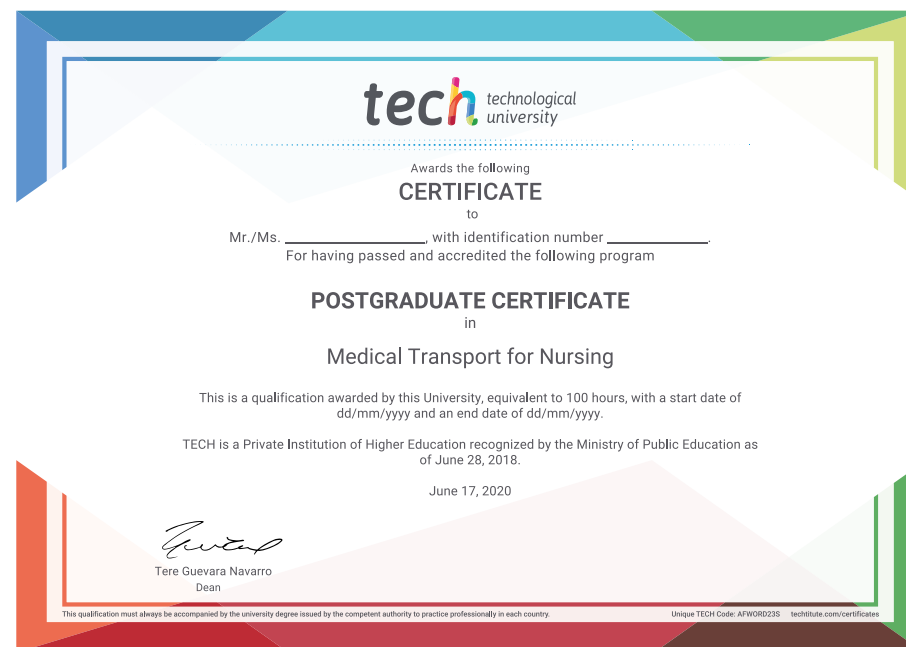 tech technological
university
Awards the following
CERTIFICATE
to
Mr./Ms. ____________________, with identification number ______________.
For having passed and accredited the following program
POSTGRADUATE CERTIFICATE
in
Medical Transport for Nursing
This is a qualification awarded by this University, equivalent to 100 hours, with a start date of
dd/mm/yyyy and an end date of dd/mm/yyyy.
TECH is a Private Institution of Higher Education recognized by the Ministry of Public Education as
of June 28, 2018.
June 17, 2020
Tere Guevara Navarro
Dean
This qualification must always be accompanied by the university degree issued by the competent authority to practice professionally in each country. Unique TECH Code: AFWORD23S techtitute.com/certificates